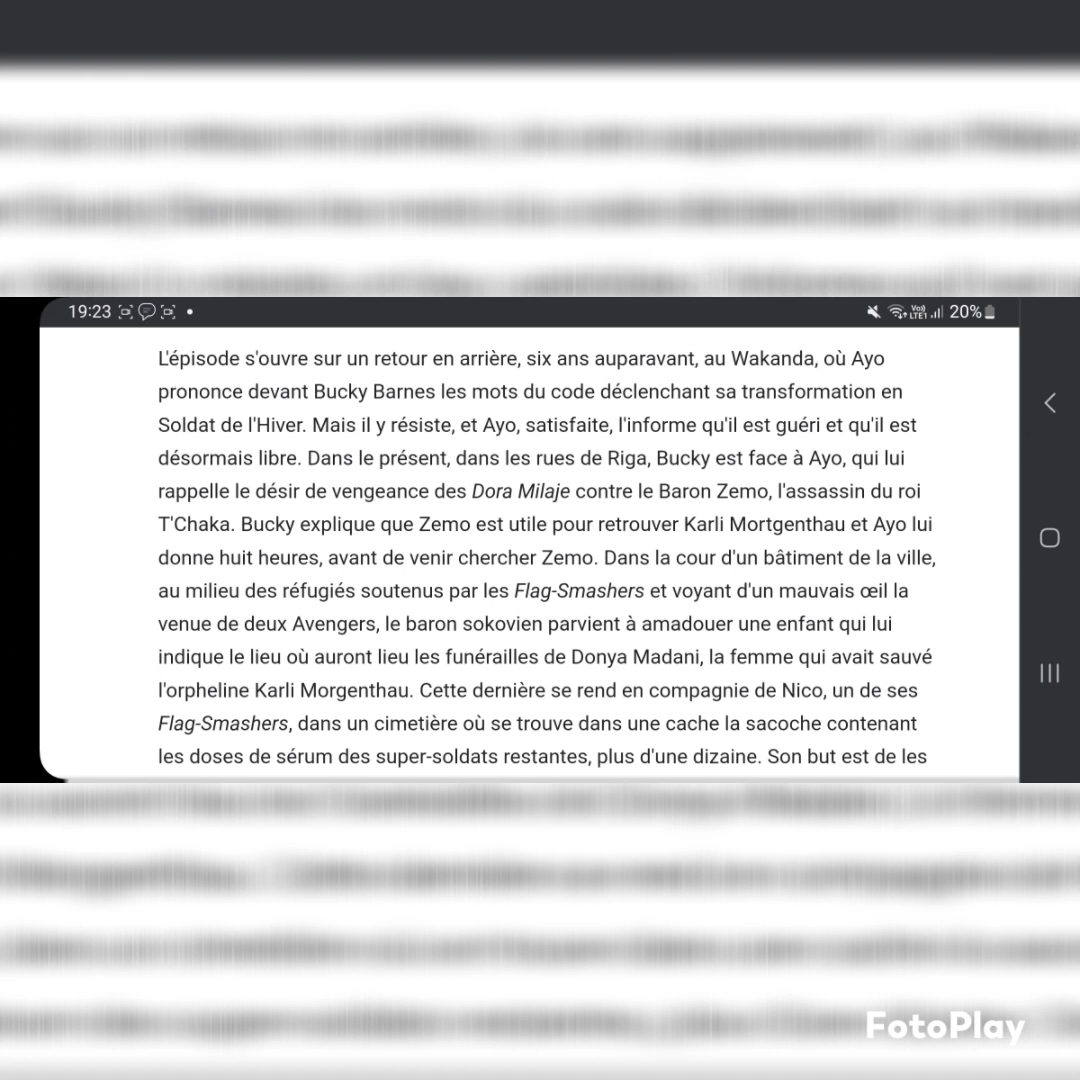 19:23
Vo)) LTE1 20%
L'épisode s'ouvre sur un retour en arrière, six ans auparavant, au Wakanda, où Ayo
prononce devant Bucky Barnes les mots du code déclenchant sa transformation en
Soldat de l'Hiver. Mais il y résiste, et Ayo, satisfaite, l'informe qu'il est guéri et qu'il est
désormais libre. Dans le présent, dans les rues de Riga, Bucky est face à Ayo, qui lui
rappelle le désir de vengeance des Dora Milaje contre le Baron Zemo, l'assassin du roi
T'Chaka. Bucky explique que Zemo est utile pour retrouver Karli Mortgenthau et Ayo lui
donne huit heures, avant de venir chercher Zemo. Dans la cour d'un bâtiment de la ville,
au milieu des réfugiés soutenus par les Flag-Smashers et voyant d'un mauvais œil la
venue de deux Avengers, le baron sokovien parvient à amadouer une enfant qui lui
indique le lieu où auront lieu les funérailles de Donya Madani, la femme qui avait sauvé
l'orpheline Karli Morgenthau. Cette dernière se rend en compagnie de Nico, un de ses
Flag-Smashers, dans un cimetière où se trouve dans une cache la sacoche contenant
les doses de sérum des super-soldats restantes, plus d'une dizaine. Son but est de les
FotoPlay